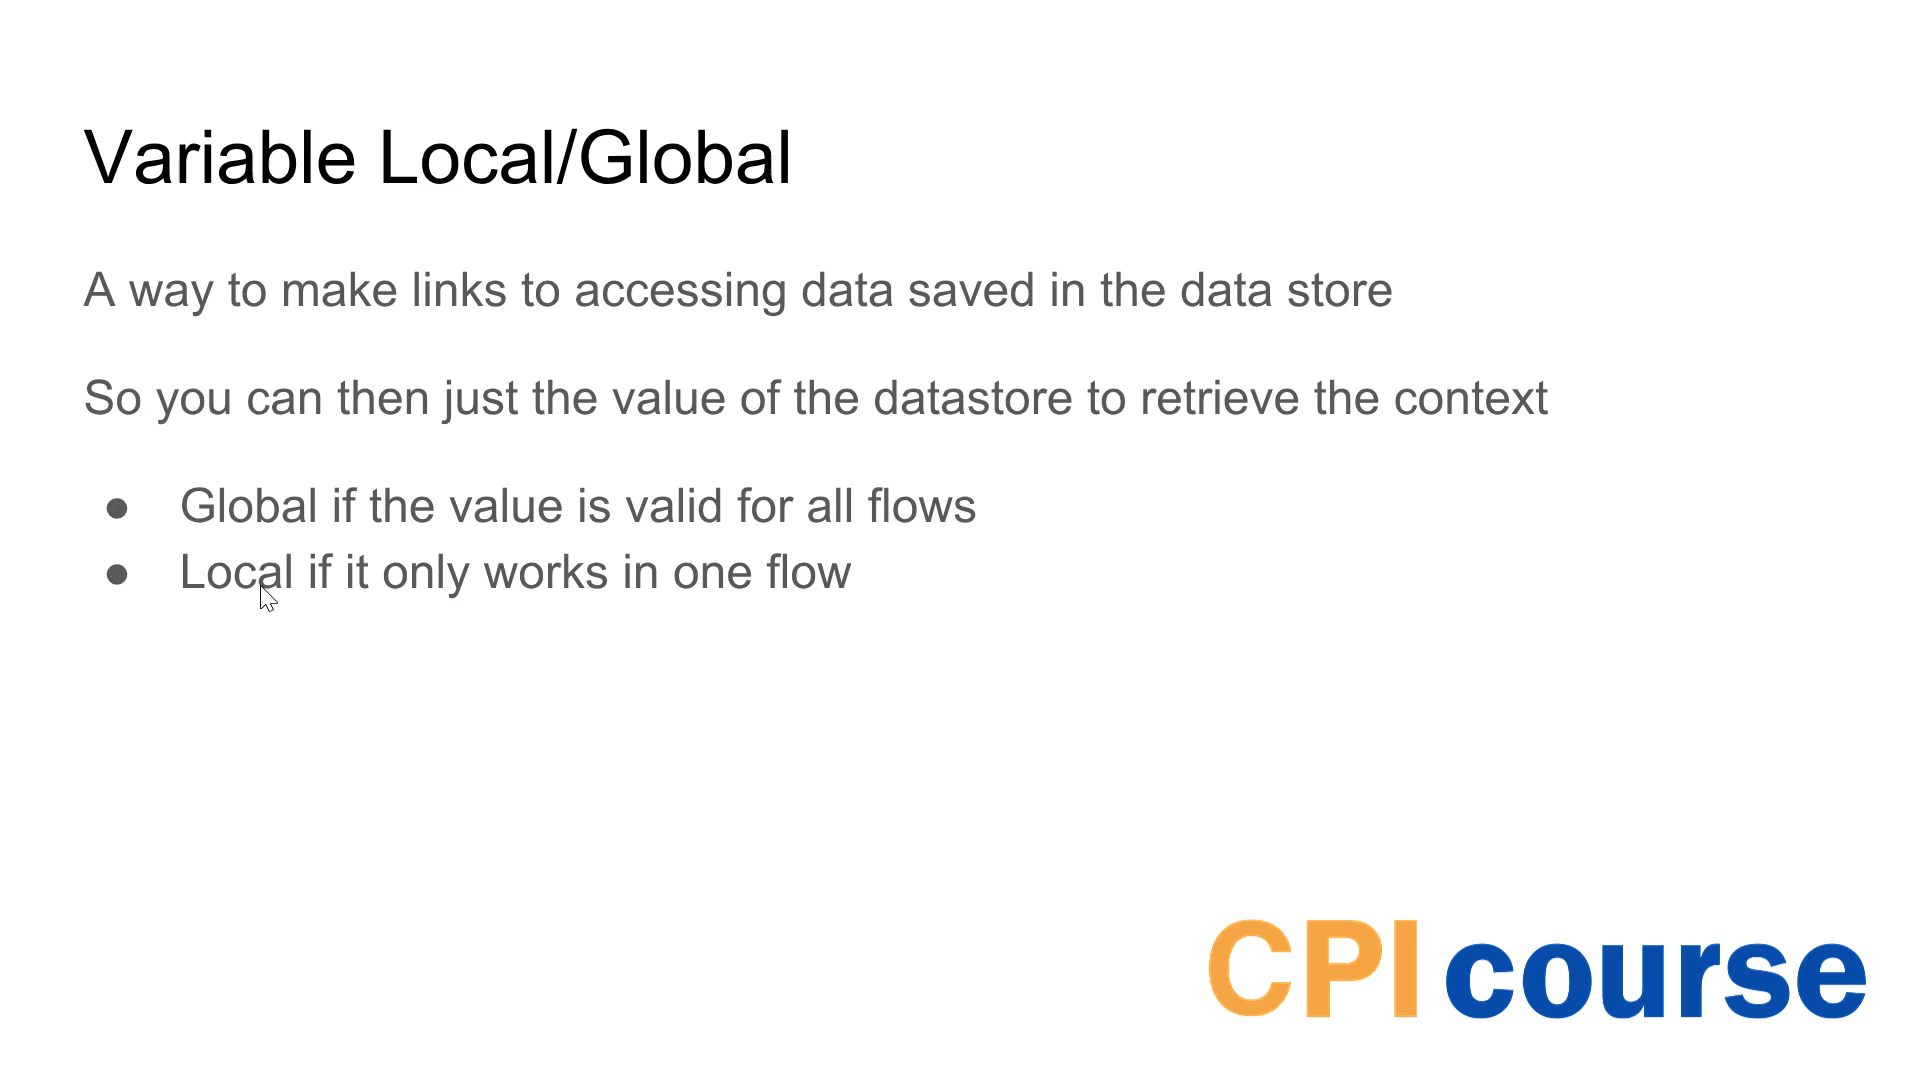 Variable Local/Global
A way to make links to accessing data saved in the data store
So you can then just the value of the datastore to retrieve the context
● Global if the value is valid for all flows
● Local if it only works in one flow
CPI course